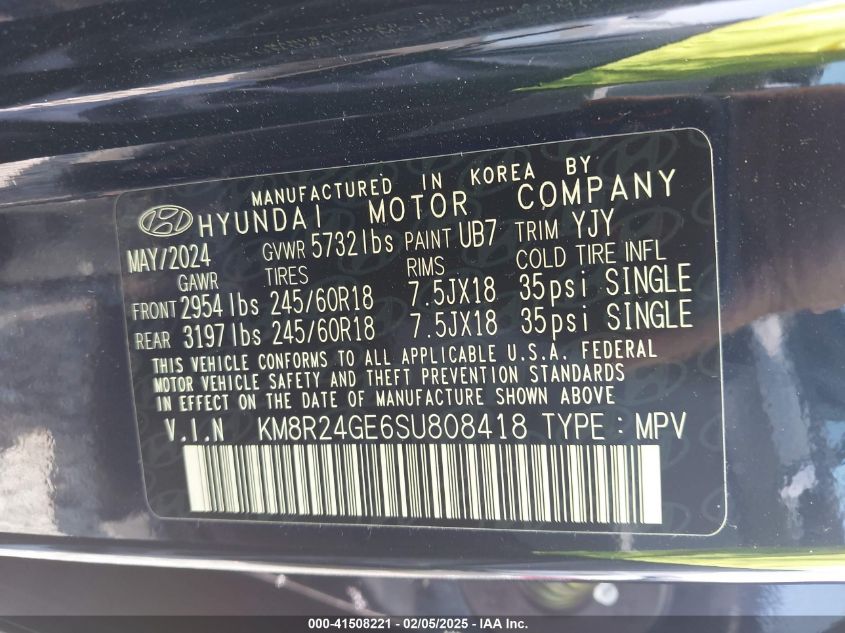 MANUFACTURED IN KOREA BY
HYUNDAI MOTOR COMPANY
MAY/2024 GVWR 5732lbs PAINT UB7 TRIM YJY
GAWR TIRES RIMS COLD TIRE INFL
FRONT 2954lbs 245/60R18 7.5JX18 35psi SINGLE
REAR 3197lbs 245/60R18 7.5JX18 35psi SINGLE
THIS VEHICLE CONFORMS TO ALL APPLICABLE U.S.A. FEDERAL
MOTOR VEHICLE SAFETY AND THEFT PREVENTION STANDARDS
IN EFFECT ON THE DATE OF MANUFACTURE SHOWN ABOVE
V.I.N KM8R24GE6SU808418 TYPE : MPV
000-41508221 - 02/05/2025 - IAA Inc.